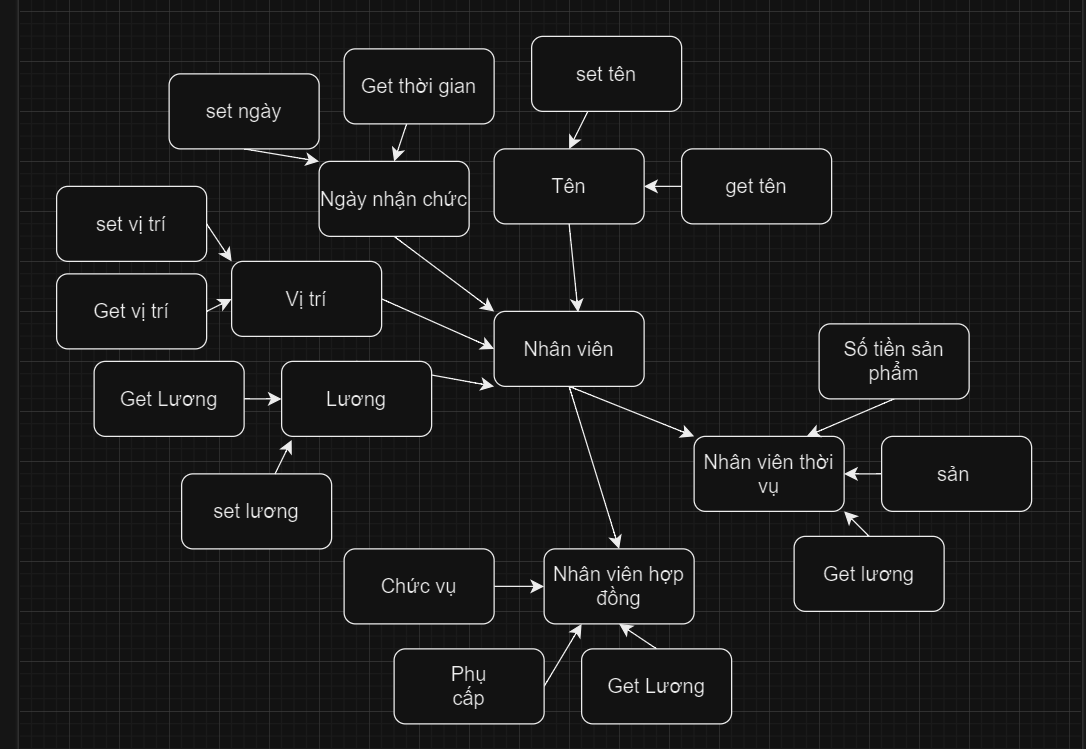 set tên
Get thời gian
set ngày
Tên
get tên
Ngày nhận chức
set vị trí
Vị trí
Get vị trí
Nhân viên
Số tiền sản
phẩm
Get Lương
Lương
Nhân viên thời
vụ
sản
set lương
Chức vụ
Nhân viên hợp
đồng
Get lương
Phụ
cấp
Get Lương